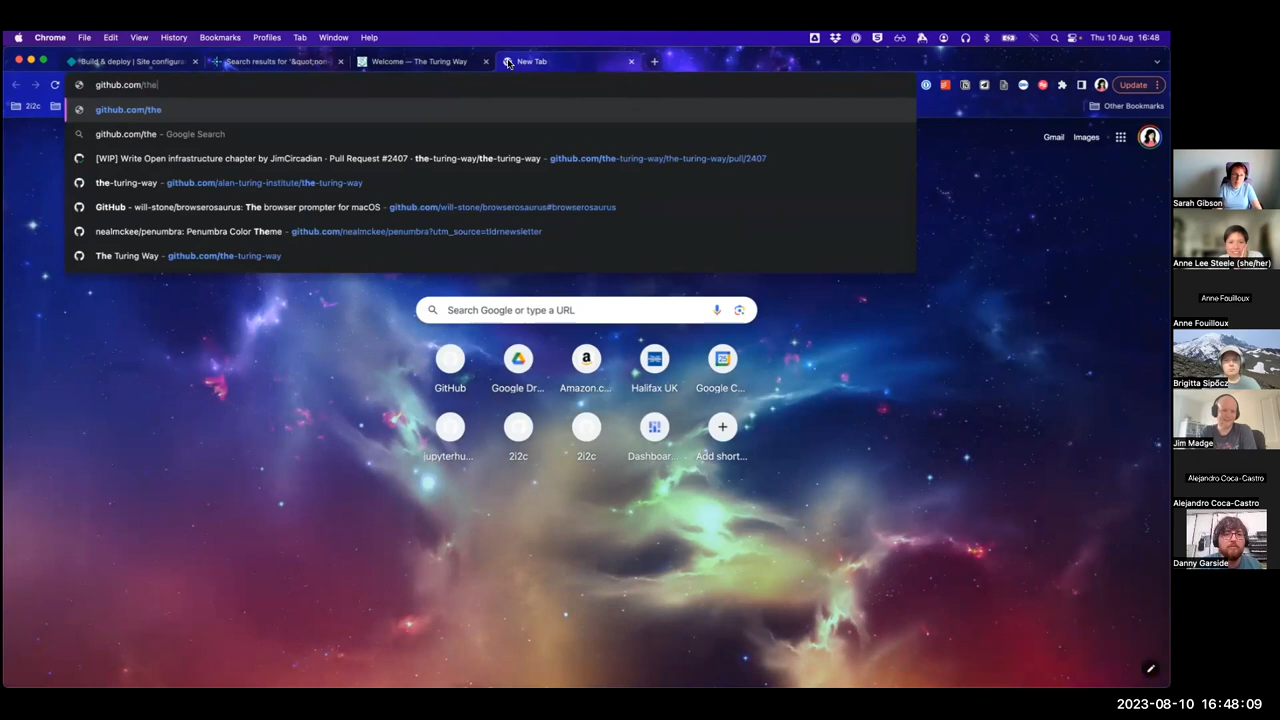 Chrome File Edit View History Bookmarks Profiles Tab Window Help Thu 10 Aug 16:48
Build & deploy | Site configura
Search results for '&quot;non-
Welcome — The Turing Way
New Tab
github.com/the
Update
2i2c
Other Bookmarks
github.com/the
github.com/the – Google Search
[WIP] Write Open infrastructure chapter by JimCircadian · Pull Request #2407 · the-turing-way/the-turing-way – github.com/the-turing-way/the-turing-way/pull/2407
the-turing-way – github.com/alan-turing-institute/the-turing-way
GitHub - will-stone/browserosaurus: The browser prompter for macOS – github.com/will-stone/browserosaurus#browserosaurus
nealmckee/penumbra: Penumbra Color Theme – github.com/nealmckee/penumbra?utm_source=tldrnewsletter
The Turing Way – github.com/the-turing-way
Gmail Images
Search Google or type a URL
GitHub Google Dr... Amazon.c... Halifax UK Google C...
jupyterhu... 2i2c 2i2c Dashboar... Add short...
Sarah Gibson
Anne Lee Steele (she/her)
Anne Fouilloux
Anne Fouilloux
Brigitta Sipőcz
Jim Madge
Alejandro Coca-Castro
Alejandro Coca-Castro
Danny Garside
2023-08-10 16:48:09